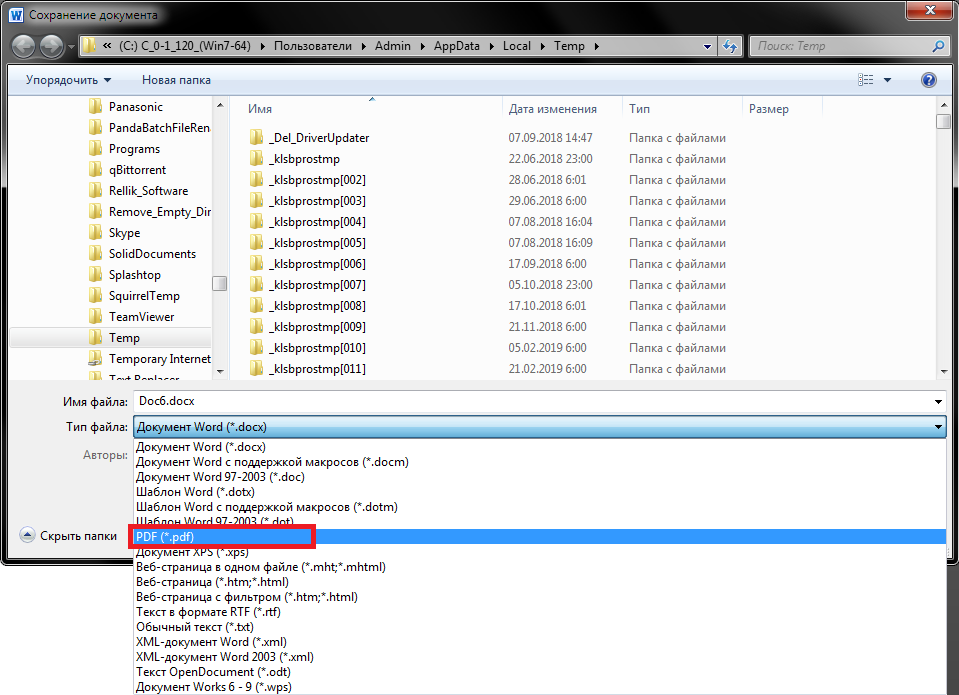 Сохранение документа
« (C:) C_0-1_120_(Win7-64) Пользователи Admin AppData Local Temp Поиск: Temp
Упорядочить Новая папка
Имя Дата изменения Тип Размер
Panasonic
PandaBatchFileRen
Programs
qBittorrent
Rellik_Software
Remove_Empty_Dir
Skype
SolidDocuments
Splashtop
SquirrelTemp
TeamViewer
Temp
Temporary Internet
Text Replacer
_Del_DriverUpdater 07.09.2018 14:47 Папка с файлами
_klsbprostmp 22.06.2018 23:00 Папка с файлами
_klsbprostmp[002] 28.06.2018 6:01 Папка с файлами
_klsbprostmp[003] 29.06.2018 6:00 Папка с файлами
_klsbprostmp[004] 07.08.2018 16:04 Папка с файлами
_klsbprostmp[005] 07.08.2018 16:09 Папка с файлами
_klsbprostmp[006] 17.09.2018 6:00 Папка с файлами
_klsbprostmp[007] 05.10.2018 23:00 Папка с файлами
_klsbprostmp[008] 17.10.2018 6:01 Папка с файлами
_klsbprostmp[009] 21.11.2018 6:00 Папка с файлами
_klsbprostmp[010] 05.02.2019 6:00 Папка с файлами
_klsbprostmp[011] 21.02.2019 6:00 Папка с файлами
Имя файла: Doc6.docx
Тип файла: Документ Word (*.docx)
Авторы:
Скрыть папки
Документ Word (*.docx)
Документ Word с поддержкой макросов (*.docm)
Документ Word 97-2003 (*.doc)
Шаблон Word (*.dotx)
Шаблон Word с поддержкой макросов (*.dotm)
Шаблон Word 97-2003 (*.dot)
PDF (*.pdf)
Документ XPS (*.xps)
Веб-страница в одном файле (*.mht;*.mhtml)
Веб-страница (*.htm;*.html)
Веб-страница с фильтром (*.htm;*.html)
Текст в формате RTF (*.rtf)
Обычный текст (*.txt)
XML-документ Word (*.xml)
XML-документ Word 2003 (*.xml)
Текст OpenDocument (*.odt)
Документ Works 6 - 9 (*.wps)